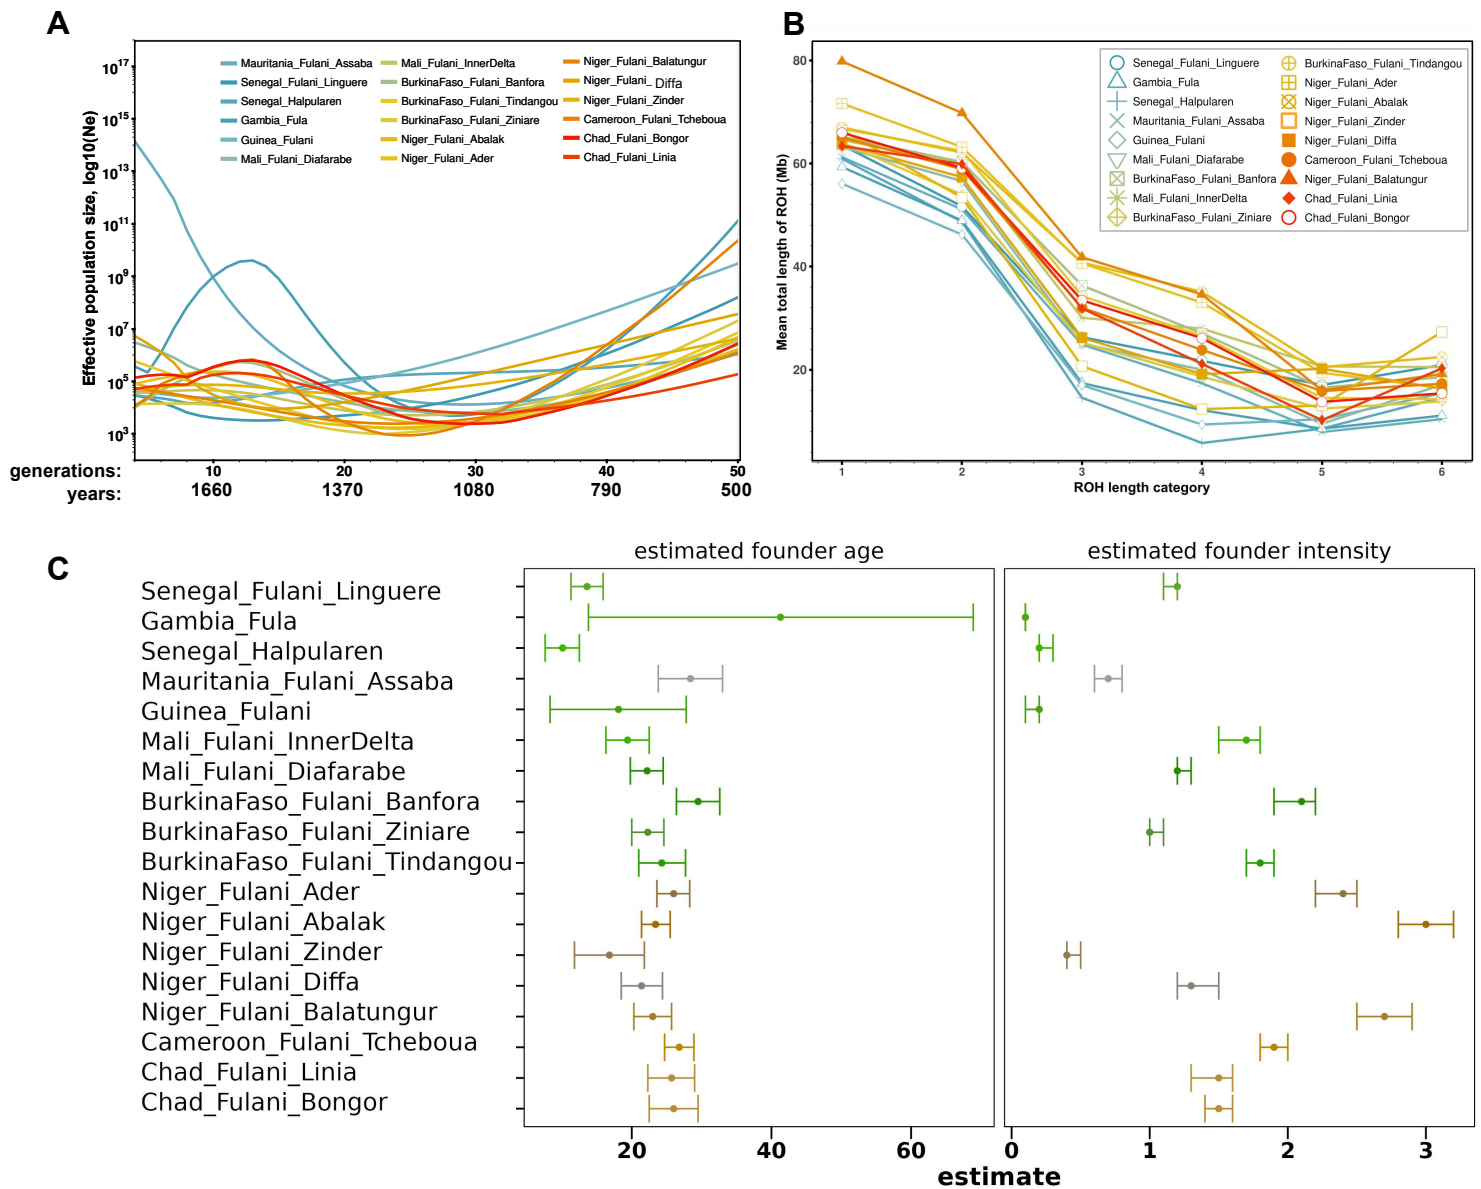 A
Effective population size, log10(Ne)
10^17
10^15
10^13
10^11
10^9
10^7
10^5
10^3
Mauritania_Fulani_Assaba
Senegal_Fulani_Linguere
Senegal_Halpularen
Gambia_Fula
Guinea_Fulani
Mali_Fulani_Diafarabe
Mali_Fulani_InnerDelta
BurkinaFaso_Fulani_Banfora
BurkinaFaso_Fulani_Tindangou
BurkinaFaso_Fulani_Ziniare
Niger_Fulani_Abalak
Niger_Fulani_Ader
Niger_Fulani_Balatungur
Niger_Fulani_ Diffa
Niger_Fulani_Zinder
Cameroon_Fulani_Tcheboua
Chad_Fulani_Bongor
Chad_Fulani_Linia
generations: 10 20 30 40 50
years: 1660 1370 1080 790 500
B
Mean total length of ROH (Mb)
80
60
40
20
Senegal_Fulani_Linguere
Gambia_Fula
Senegal_Halpularen
Mauritania_Fulani_Assaba
Guinea_Fulani
Mali_Fulani_Diafarabe
BurkinaFaso_Fulani_Banfora
Mali_Fulani_InnerDelta
BurkinaFaso_Fulani_Ziniare
BurkinaFaso_Fulani_Tindangou
Niger_Fulani_Ader
Niger_Fulani_Abalak
Niger_Fulani_Zinder
Niger_Fulani_Diffa
Cameroon_Fulani_Tcheboua
Niger_Fulani_Balatungur
Chad_Fulani_Linia
Chad_Fulani_Bongor
1 2 3 4 5 6
ROH length category
C
estimated founder age
estimated founder intensity
Senegal_Fulani_Linguere
Gambia_Fula
Senegal_Halpularen
Mauritania_Fulani_Assaba
Guinea_Fulani
Mali_Fulani_InnerDelta
Mali_Fulani_Diafarabe
BurkinaFaso_Fulani_Banfora
BurkinaFaso_Fulani_Ziniare
BurkinaFaso_Fulani_Tindangou
Niger_Fulani_Ader
Niger_Fulani_Abalak
Niger_Fulani_Zinder
Niger_Fulani_Diffa
Niger_Fulani_Balatungur
Cameroon_Fulani_Tcheboua
Chad_Fulani_Linia
Chad_Fulani_Bongor
20 40 60
0 1 2 3
estimate